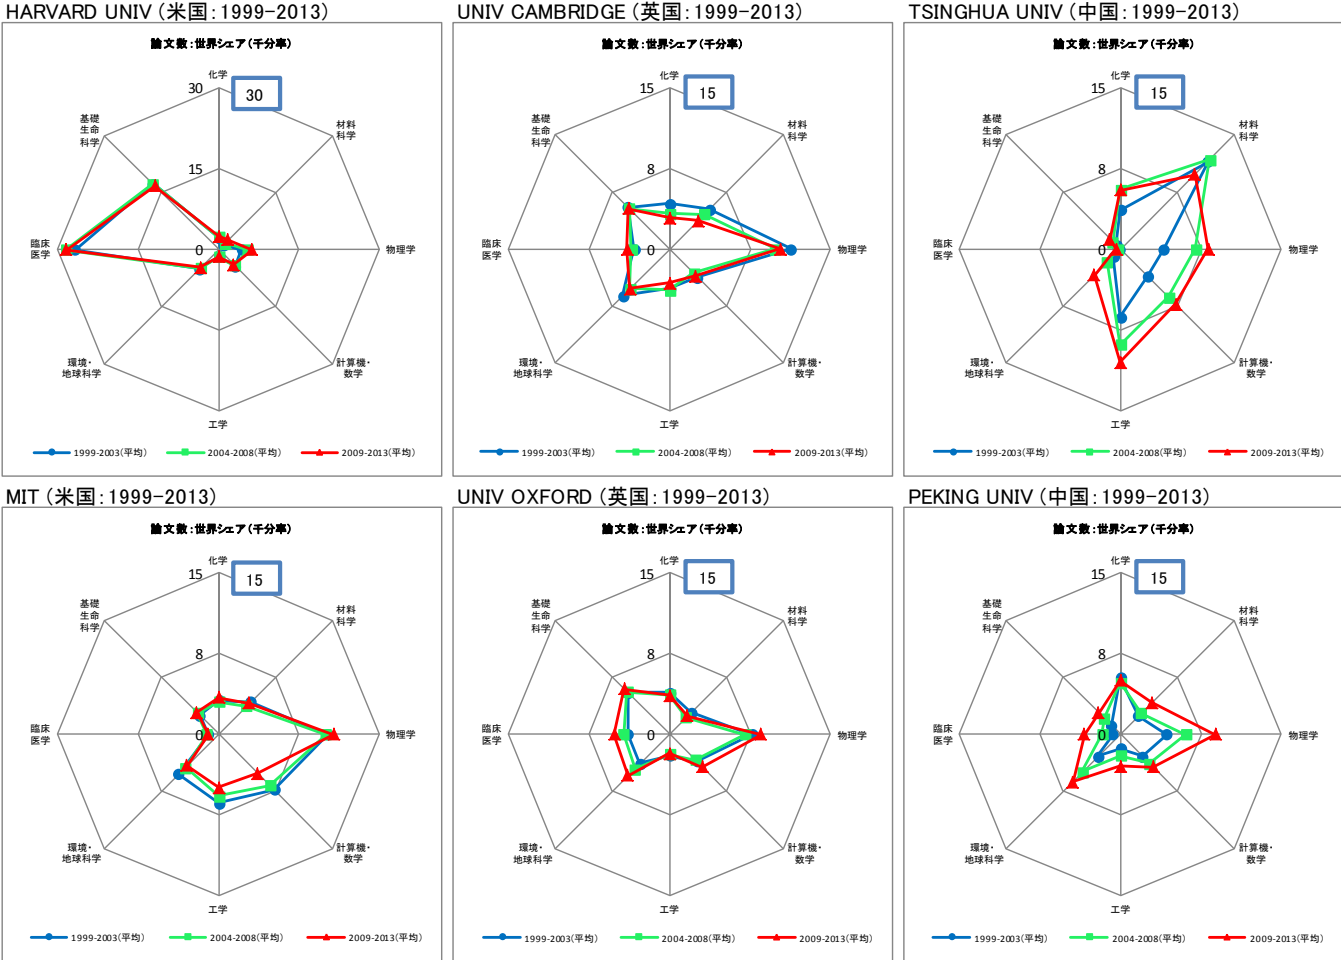 HARVARD UNIV（米国：1999-2013）
論文数：世界シェア（千分率）
化学
30
30
材料
科学
基礎
生命
科学
15
臨床
医学
0
物理学
環境・
地球科学
計算機・
数学
工学
1999-2003(平均)
2004-2008(平均)
2009-2013(平均)
UNIV CAMBRIDGE（英国：1999-2013）
論文数：世界シェア（千分率）
化学
15
15
材料
科学
基礎
生命
科学
8
臨床
医学
0
物理学
環境・
地球科学
計算機・
数学
工学
1999-2003(平均)
2004-2008(平均)
2009-2013(平均)
TSINGHUA UNIV（中国：1999-2013）
論文数：世界シェア（千分率）
化学
15
15
材料
科学
基礎
生命
科学
8
臨床
医学
0
物理学
環境・
地球科学
計算機・
数学
工学
1999-2003(平均)
2004-2008(平均)
2009-2013(平均)
MIT（米国：1999-2013）
論文数：世界シェア（千分率）
化学
15
15
材料
科学
基礎
生命
科学
8
臨床
医学
0
物理学
環境・
地球科学
計算機・
数学
工学
1999-2003(平均)
2004-2008(平均)
2009-2013(平均)
UNIV OXFORD（英国：1999-2013）
論文数：世界シェア（千分率）
化学
15
15
材料
科学
基礎
生命
科学
8
臨床
医学
0
物理学
環境・
地球科学
計算機・
数学
工学
1999-2003(平均)
2004-2008(平均)
2009-2013(平均)
PEKING UNIV（中国：1999-2013）
論文数：世界シェア（千分率）
化学
15
15
材料
科学
基礎
生命
科学
8
臨床
医学
0
物理学
環境・
地球科学
計算機・
数学
工学
1999-2003(平均)
2004-2008(平均)
2009-2013(平均)